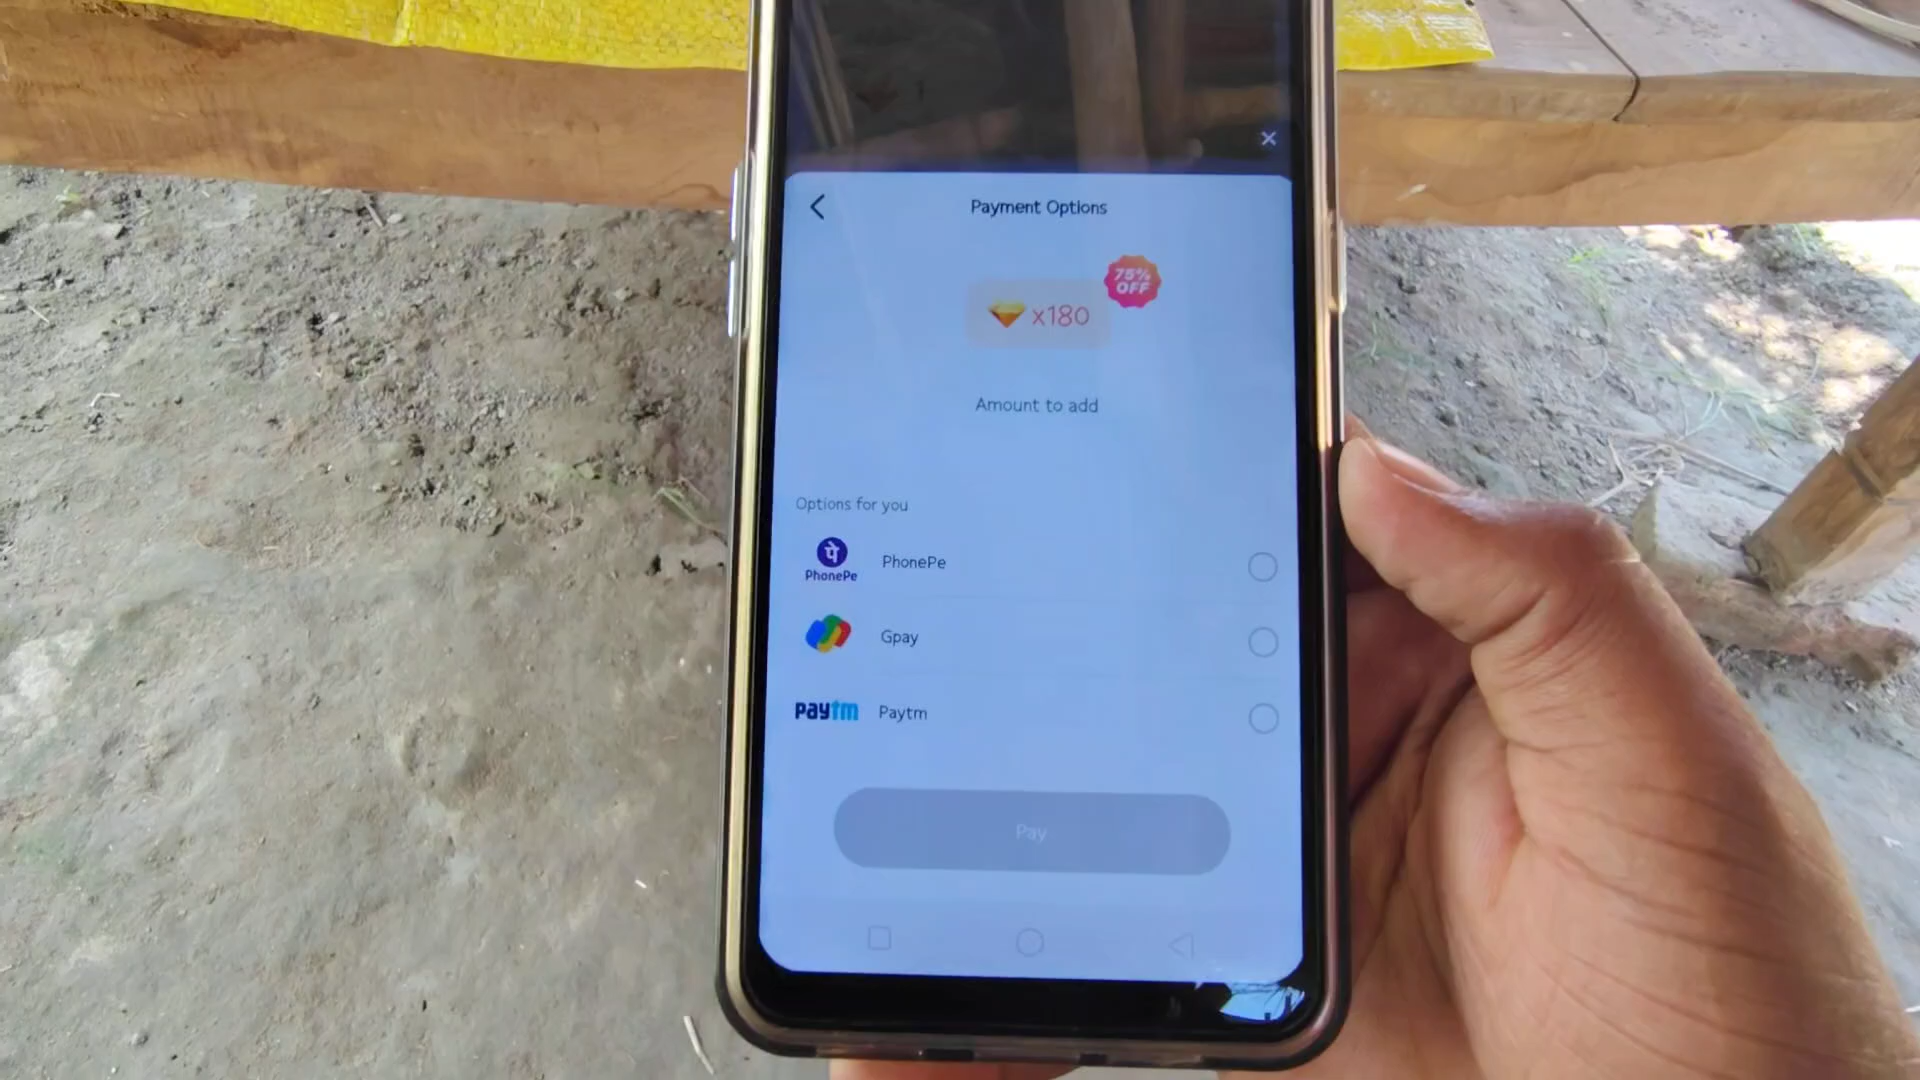 Payment Options
75%
OFF
x180
Amount to add
Options for you
पे
PhonePe
PhonePe
Gpay
paytm
Paytm
Pay